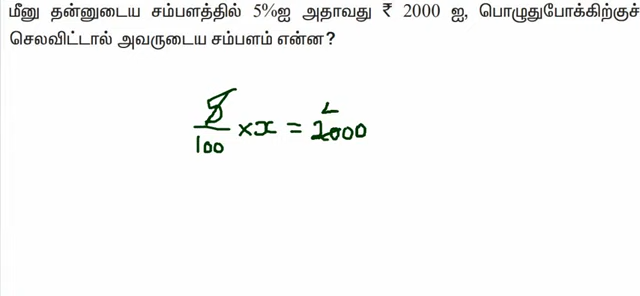 மீனு தன்னுடைய சம்பளத்தில் 5%ஐ அதாவது ₹ 2000 ஐ, பொழுதுபோக்கிற்குச்
செலவிட்டால் அவருடைய சம்பளம் என்ன?
5/100 × x = 2000